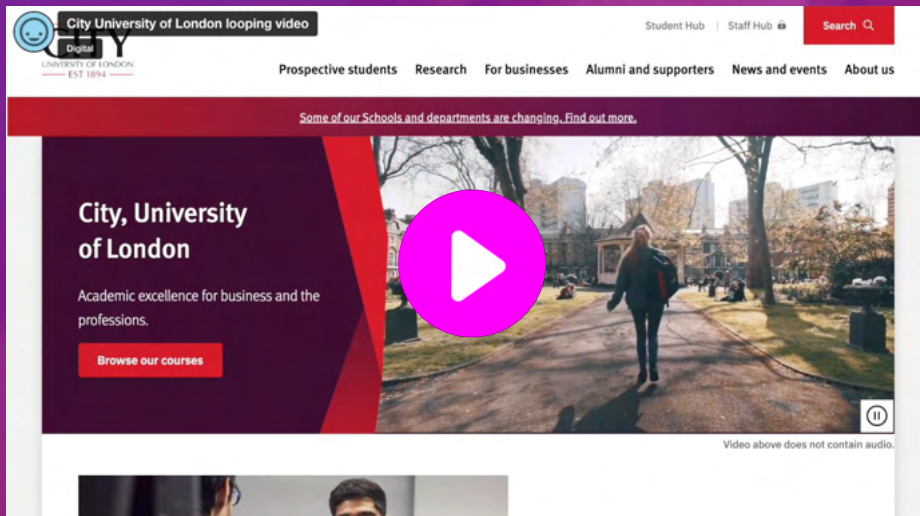 City University of London looping video
Digital
CITY
UNIVERSITY OF LONDON
EST 1894
Student Hub | Staff Hub
Search
Prospective students Research For businesses Alumni and supporters News and events About us
Some of our Schools and departments are changing. Find out more.
City, University
of London
Academic excellence for business and the
professions.
Browse our courses
Video above does not contain audio.